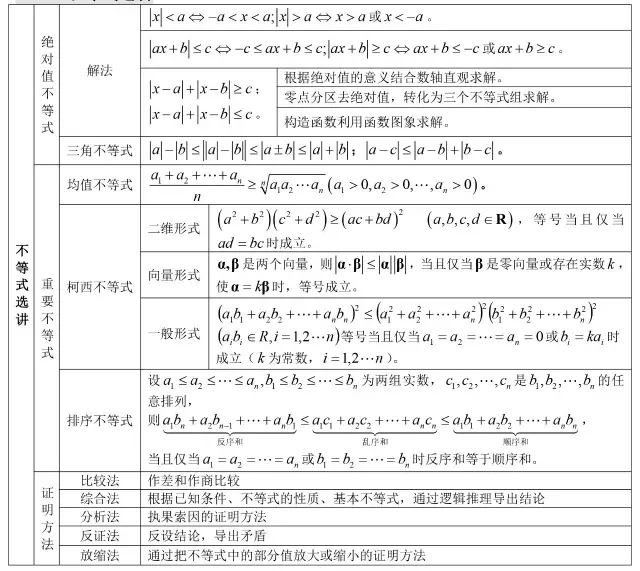 不等式选讲
绝对值不等式
解法
|x| < a ⇔ −a < x < a; |x| > a ⇔ x > a 或 x < −a 。
|ax+b| ≤ c ⇔ −c ≤ ax+b ≤ c; |ax+b| ≥ c ⇔ ax+b ≤ −c 或 ax+b ≥ c 。
|x−a|+|x−b| ≥ c ;
|x−a|+|x−b| ≤ c 。
根据绝对值的意义结合数轴直观求解。
零点分区去绝对值，转化为三个不等式组求解。
构造函数利用函数图象求解。
三角不等式
|a|−|b| ≤ ||a|−|b|| ≤ |a±b| ≤ |a|+|b| ; |a−c| ≤ |a−b|+|b−c| 。
重要不等式
均值不等式
(a₁+a₂+⋯+aₙ)/n ≥ ⁿ√(a₁a₂⋯aₙ) (a₁>0,a₂>0,⋯,aₙ>0) 。
柯西不等式
二维形式
(a²+b²)(c²+d²) ≥ (ac+bd)² (a,b,c,d∈R)，等号当且仅当
ad = bc 时成立。
向量形式
α,β 是两个向量，则|α·β| ≤ |α||β|，当且仅当 β 是零向量或存在实数 k，
使 α = kβ 时，等号成立。
一般形式
(a₁b₁+a₂b₂+⋯+aₙbₙ)² ≤ (a₁²+a₂²+⋯+aₙ²)²(b₁²+b₂²+⋯+bₙ²)²
(aᵢbᵢ∈R,i=1,2⋯n)等号当且仅当 a₁ = a₂ = ⋯⋯ = aₙ = 0 或 bᵢ = kaᵢ 时
成立（k 为常数，i=1,2⋯n）。
排序不等式
设 a₁ ≤ a₂ ≤ ⋯ ≤ aₙ,b₁ ≤ b₂ ≤ ⋯ ≤ bₙ 为两组实数，c₁,c₂,⋯,cₙ 是 b₁,b₂,⋯,bₙ 的任
意排列，
则 a₁bₙ+a₂bₙ₋₁+⋯+aₙb₁ ≤ a₁c₁+a₂c₂+⋯+aₙcₙ ≤ a₁b₁+a₂b₂+⋯+aₙbₙ ，
反序和 乱序和 顺序和
当且仅当 a₁ = a₂ = ⋯ = aₙ 或 b₁ = b₂ = ⋯ = bₙ 时反序和等于顺序和。
证明方法
比较法
作差和作商比较
综合法
根据已知条件、不等式的性质、基本不等式，通过逻辑推理导出结论
分析法
执果索因的证明方法
反证法
反设结论，导出矛盾
放缩法
通过把不等式中的部分值放大或缩小的证明方法